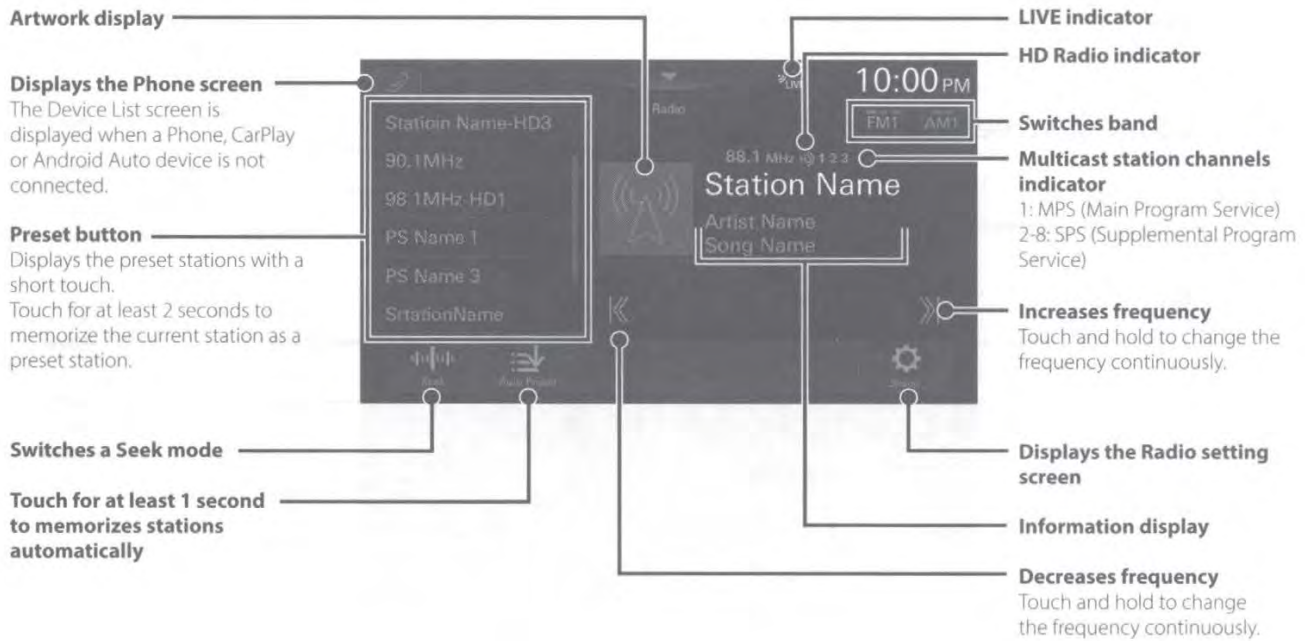 Artwork display
Displays the Phone screen
The Device List screen is
displayed when a Phone, CarPlay
or Android Auto device is not
connected.
Preset button
Displays the preset stations with a
short touch.
Touch for at least 2 seconds to
memorize the current station as a
preset station.
Switches a Seek mode
Touch for at least 1 second
to memorizes stations
automatically
Statioin Name-HD3
90.1MHz
98.1MHz-HD1
PS Name 1
PS Name 3
SrtationName
Seek
Auto Preset
Radio
LIVE
10:00 PM
FM1 AM1
88.1 MHz 1 2 3
Station Name
Artist Name
Song Name
LIVE indicator
HD Radio indicator
Switches band
Multicast station channels
indicator
1: MPS (Main Program Service)
2-8: SPS (Supplemental Program
Service)
Increases frequency
Touch and hold to change the
frequency continuously.
Displays the Radio setting
screen
Information display
Decreases frequency
Touch and hold to change
the frequency continuously.